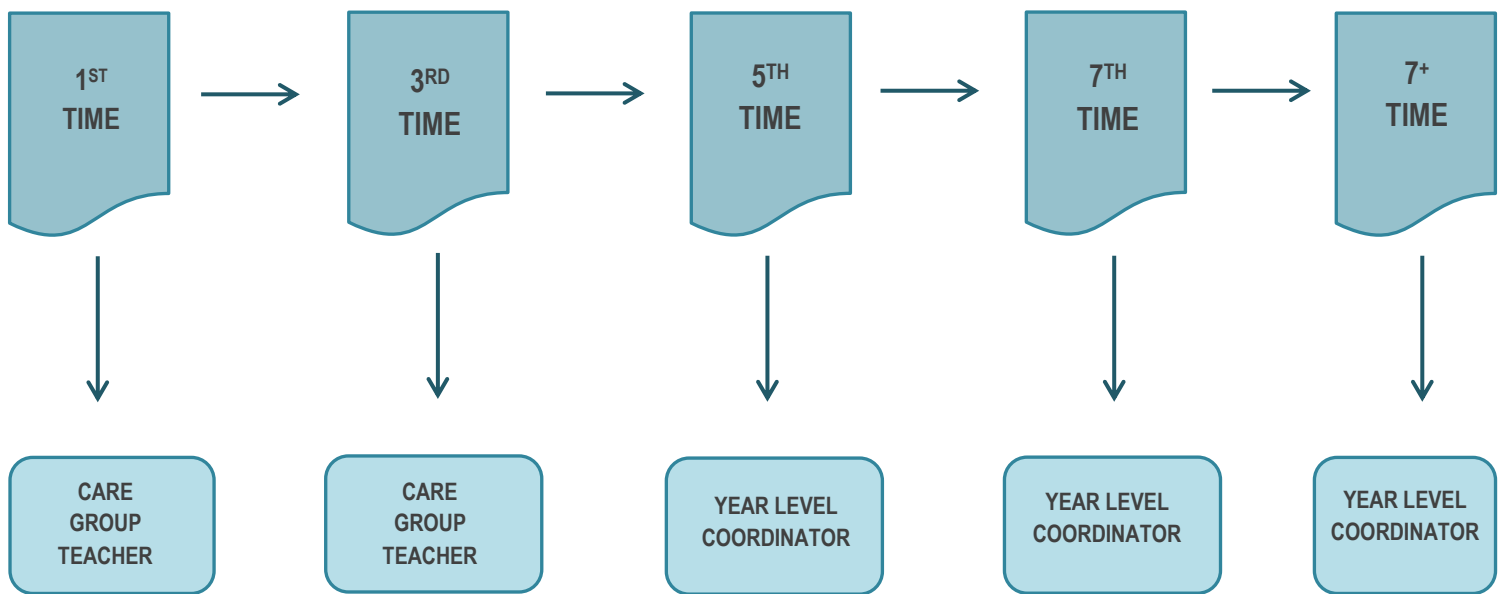 1ST
TIME
3RD
TIME
5TH
TIME
7TH
TIME
7+
TIME
CARE
GROUP
TEACHER
CARE
GROUP
TEACHER
YEAR LEVEL
COORDINATOR
YEAR LEVEL
COORDINATOR
YEAR LEVEL
COORDINATOR